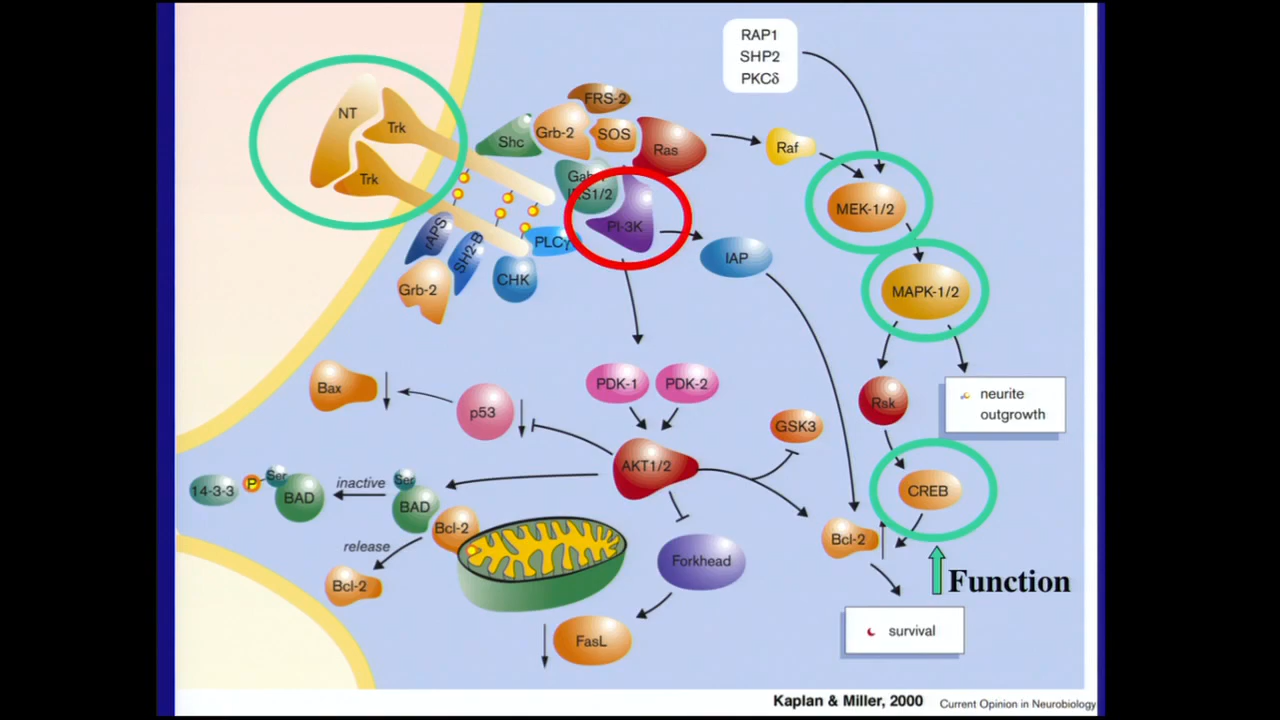 RAP1
SHP2
PKCδ
NT
Trk
Trk
FRS-2
Shc
Grb-2
SOS
Ras
Raf
IRS1/2
MEK-1/2
PI-3K
rAPS
SH2-B
PLCγ
IAP
CHK
Grb-2
MAPK-1/2
Bax
p53
PDK-1
PDK-2
Rsk
neurite
outgrowth
GSK3
AKT1/2
14-3-3
P
Ser
BAD
inactive
Ser
BAD
CREB
Bcl-2
release
Bcl-2
Forkhead
Bcl-2
Function
FasL
survival
Kaplan & Miller, 2000
Current Opinion in Neurobiology